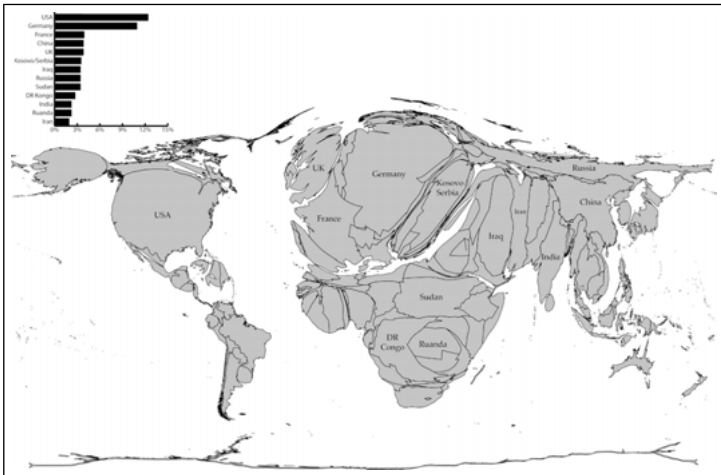 USA
Germany
France
China
UK
Kosovo/Serbia
Iraq
Russia
Sudan
DR Kongo
India
Ruanda
Iran
0% 3% 6% 9% 12% 15%
UK
Germany
Russia
Kosovo
Serbia
China
USA
France
Iraq
Iran
India
Sudan
DR
Congo
Ruanda